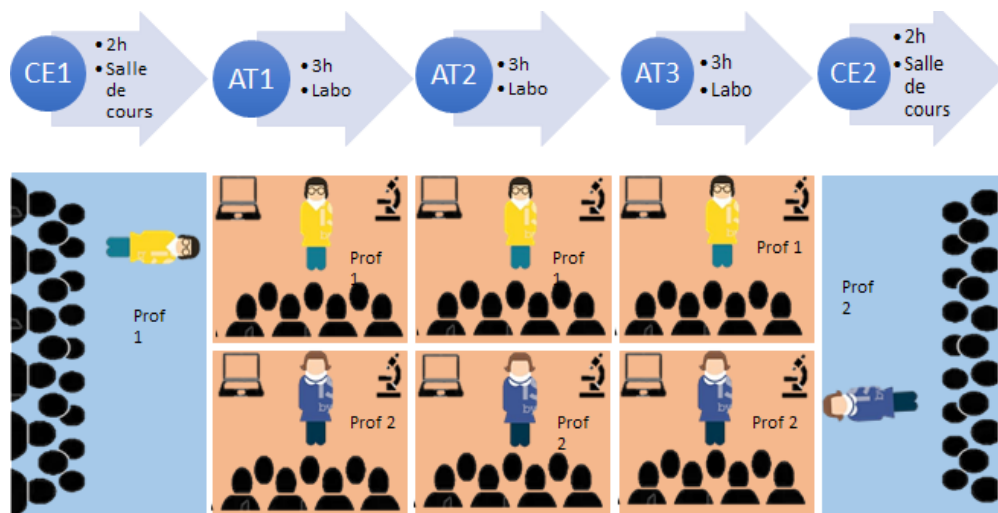 CE1
• 2h
• Salle
de
cours
AT1
• 3h
• Labo
AT2
• 3h
• Labo
AT3
• 3h
• Labo
CE2
• 2h
• Salle
de
cours
Prof
1
Prof
1
Prof
1
Prof 1
Prof
2
Prof 2
Prof
2
Prof 2